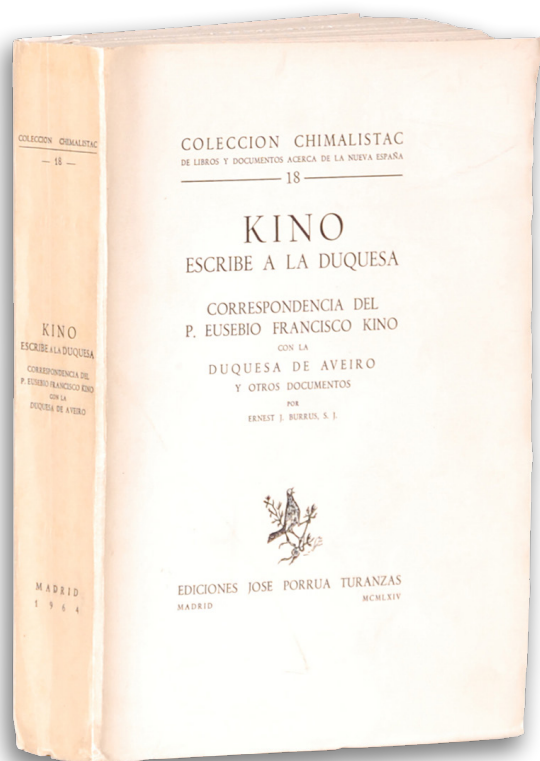 COLECCION CHIMALISTAC
— 18 —
KINO
ESCRIBE A LA DUQUESA
CORRESPONDENCIA DEL
P. EUSEBIO FRANCISCO KINO
CON LA
DUQUESA DE AVEIRO
MADRID
1964
COLECCION CHIMALISTAC
DE LIBROS Y DOCUMENTOS ACERCA DE LA NUEVA ESPAÑA
18
KINO
ESCRIBE A LA DUQUESA
CORRESPONDENCIA DEL
P. EUSEBIO FRANCISCO KINO
CON LA
DUQUESA DE AVEIRO
Y OTROS DOCUMENTOS
POR
ERNEST J. BURRUS, S. J.
EDICIONES JOSE PORRUA TURANZAS
MADRID MCMLXIV